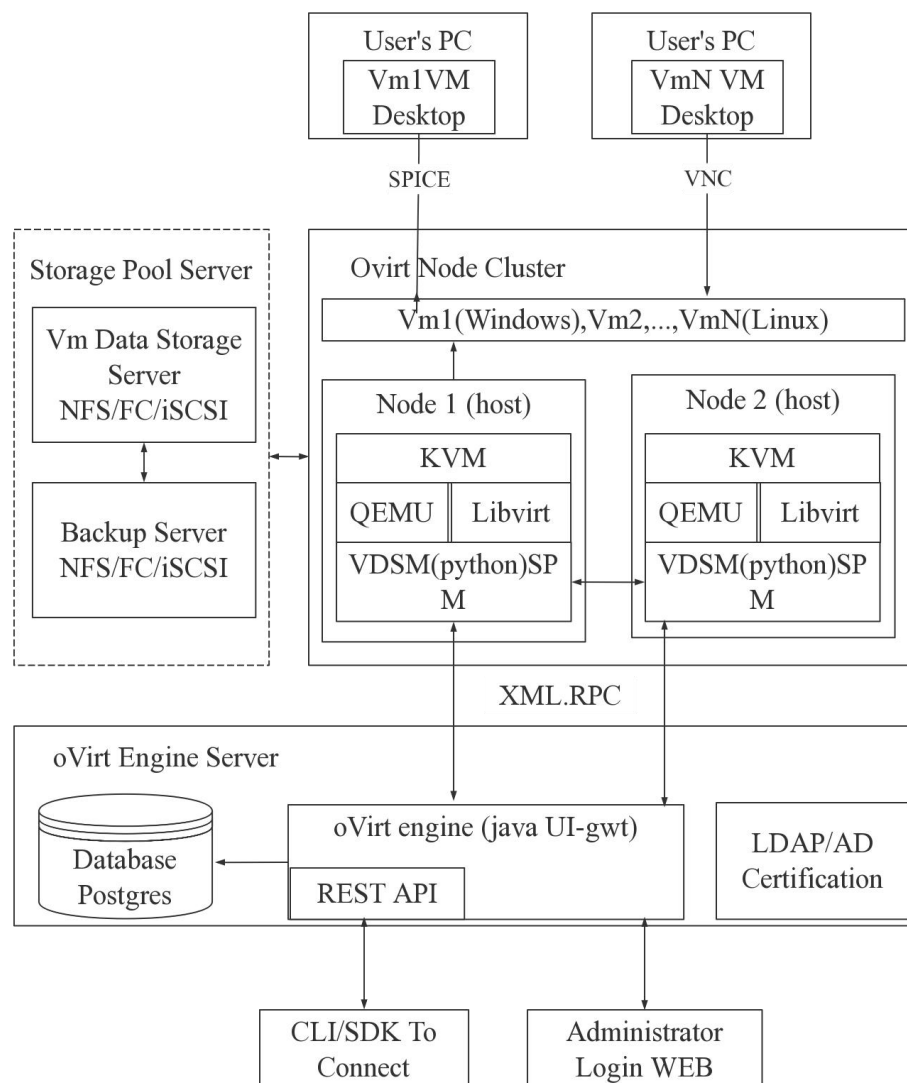 User's PC
Vm1VM
Desktop
User's PC
VmN VM
Desktop
SPICE
VNC
Storage Pool Server
Vm Data Storage
Server
NFS/FC/iSCSI
Backup Server
NFS/FC/iSCSI
Ovirt Node Cluster
Vm1(Windows),Vm2,...,VmN(Linux)
Node 1 (host)
KVM
QEMU
Libvirt
VDSM(python)SP
M
Node 2 (host)
KVM
QEMU
Libvirt
VDSM(python)SP
M
XML.RPC
oVirt Engine Server
Database
Postgres
oVirt engine (java UI-gwt)
REST API
LDAP/AD
Certification
CLI/SDK To
Connect
Administrator
Login WEB